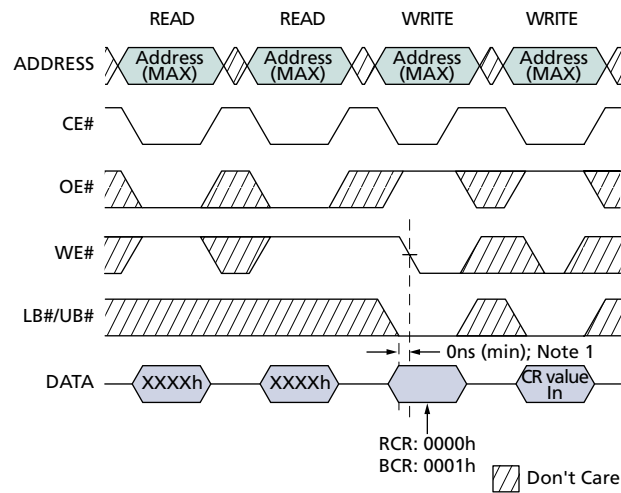 READ READ WRITE WRITE
ADDRESS Address (MAX) Address (MAX) Address (MAX) Address (MAX)
CE#
OE#
WE#
LB#/UB#
0ns (min); Note 1
DATA XXXXh XXXXh CR value In
RCR: 0000h
BCR: 0001h
Don't Care